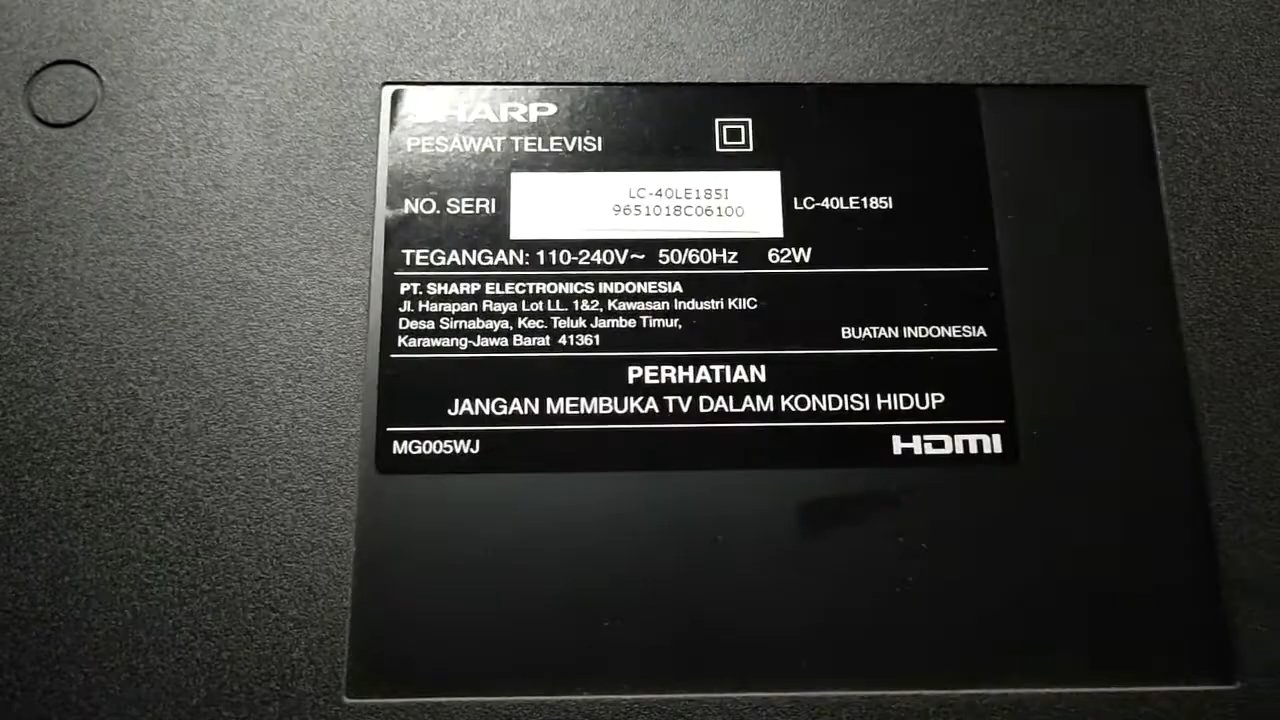 SHARP
PESAWAT TELEVISI
NO. SERI
LC-40LE185I
9651018C06100
LC-40LE185I
TEGANGAN: 110-240V~ 50/60Hz 62W
PT. SHARP ELECTRONICS INDONESIA
Jl. Harapan Raya Lot LL. 1&2, Kawasan Industri KIIC
Desa Sirnabaya, Kec. Teluk Jambe Timur,
Karawang-Jawa Barat 41361
BUATAN INDONESIA
PERHATIAN
JANGAN MEMBUKA TV DALAM KONDISI HIDUP
MG005WJ
HDMI